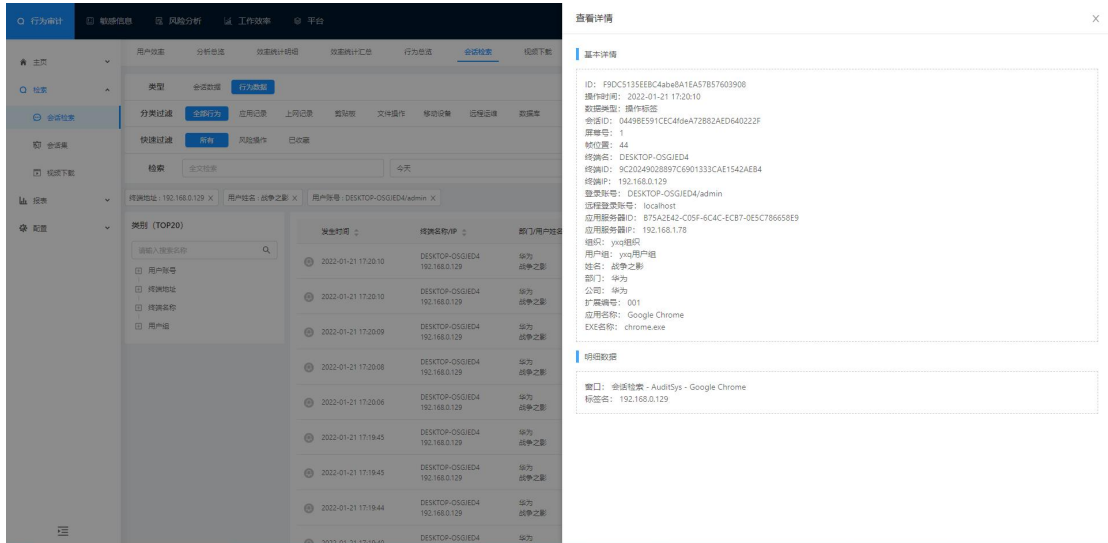 行为审计 敏感信息 风险分析 工作效率 平台
主页
检索
会话检索
会话集
视频下载
报表
配置
用户效率 分析总览 效率统计明细 效率统计汇总 行为总览 会话检索 视频下载
类型 会话数据 行为数据
分类过滤 全部行为 应用记录 上网记录 剪贴板 文件操作 移动设备 远程运维 数据库
快速过滤 所有 风险操作 已收藏
检索 全文检索 今天
终端地址 : 192.168.0.129 X 用户姓名 : 战争之影 X 用户账号 : DESKTOP-OSGJED4/admin X
类别 (TOP20)
请输入搜索名称
用户账号
终端地址
终端名称
用户组
发生时间 终端名称/IP 部门/用户姓名
2022-01-21 17:20:10 DESKTOP-OSGJED4 华为
192.168.0.129 战争之影
2022-01-21 17:20:10 DESKTOP-OSGJED4 华为
192.168.0.129 战争之影
2022-01-21 17:20:09 DESKTOP-OSGJED4 华为
192.168.0.129 战争之影
2022-01-21 17:20:08 DESKTOP-OSGJED4 华为
192.168.0.129 战争之影
2022-01-21 17:20:06 DESKTOP-OSGJED4 华为
192.168.0.129 战争之影
2022-01-21 17:19:45 DESKTOP-OSGJED4 华为
192.168.0.129 战争之影
2022-01-21 17:19:45 DESKTOP-OSGJED4 华为
192.168.0.129 战争之影
2022-01-21 17:19:44 DESKTOP-OSGJED4 华为
192.168.0.129 战争之影
DESKTOP-OSGJED4 华为
查看详情 X
基本详情
ID: F9DC5135EEBC4abe8A1EA57B57603908
操作时间: 2022-01-21 17:20:10
数据类型: 操作标签
会话ID: 0449BE591CEC4fdeA72B82AED640222F
屏幕号: 1
帧位置: 44
终端名: DESKTOP-OSGJED4
终端ID: 9C20249028897C6901333CAE1542AEB4
终端IP: 192.168.0.129
登录账号: DESKTOP-OSGJED4/admin
远程登录账号: localhost
应用服务器ID: B75A2E42-C05F-6C4C-ECB7-0E5C786658E9
应用服务器IP: 192.168.1.78
组织: yxq组织
用户组: yxq用户组
姓名: 战争之影
部门: 华为
公司: 华为
扩展编号: 001
应用名称: Google Chrome
EXE名称: chrome.exe
明细数据
窗口: 会话检索 - AuditSys - Google Chrome
标签名: 192.168.0.129